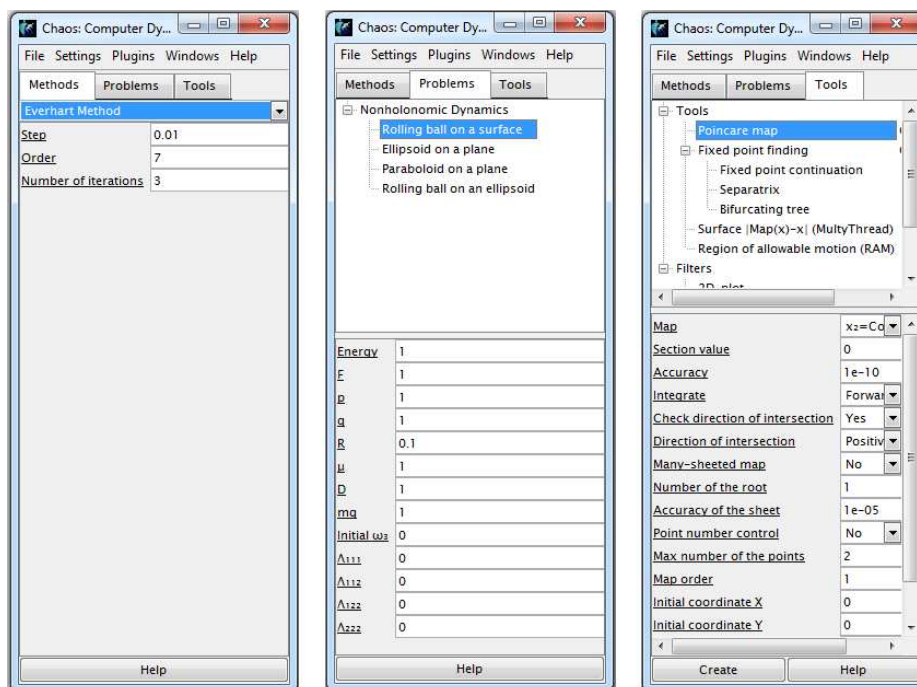 Chaos: Computer Dy...
File Settings Plugins Windows Help
Methods Problems Tools
Everhart Method
Step 0.01
Order 7
Number of iterations 3
Help
Chaos: Computer Dy...
File Settings Plugins Windows Help
Methods Problems Tools
Nonholonomic Dynamics
Rolling ball on a surface
Ellipsoid on a plane
Paraboloid on a plane
Rolling ball on an ellipsoid
Energy 1
F 1
p 1
q 1
R 0.1
μ 1
D 1
mg 1
Initial ω₃ 0
Λ₁₁₁ 0
Λ₁₁₂ 0
Λ₁₂₂ 0
Λ₂₂₂ 0
Help
Chaos: Computer Dy...
File Settings Plugins Windows Help
Methods Problems Tools
Tools
Poincare map
Fixed point finding
Fixed point continuation
Separatrix
Bifurcating tree
Surface |Map(x)-x| (MultyThread)
Region of allowable motion (RAM)
Filters
2D-plot
Map x₂=Co
Section value 0
Accuracy 1e-10
Integrate Forwar
Check direction of intersection Yes
Direction of intersection Positiv
Many-sheeted map No
Number of the root 1
Accuracy of the sheet 1e-05
Point number control No
Max number of the points 2
Map order 1
Initial coordinate X 0
Initial coordinate Y 0
Create Help